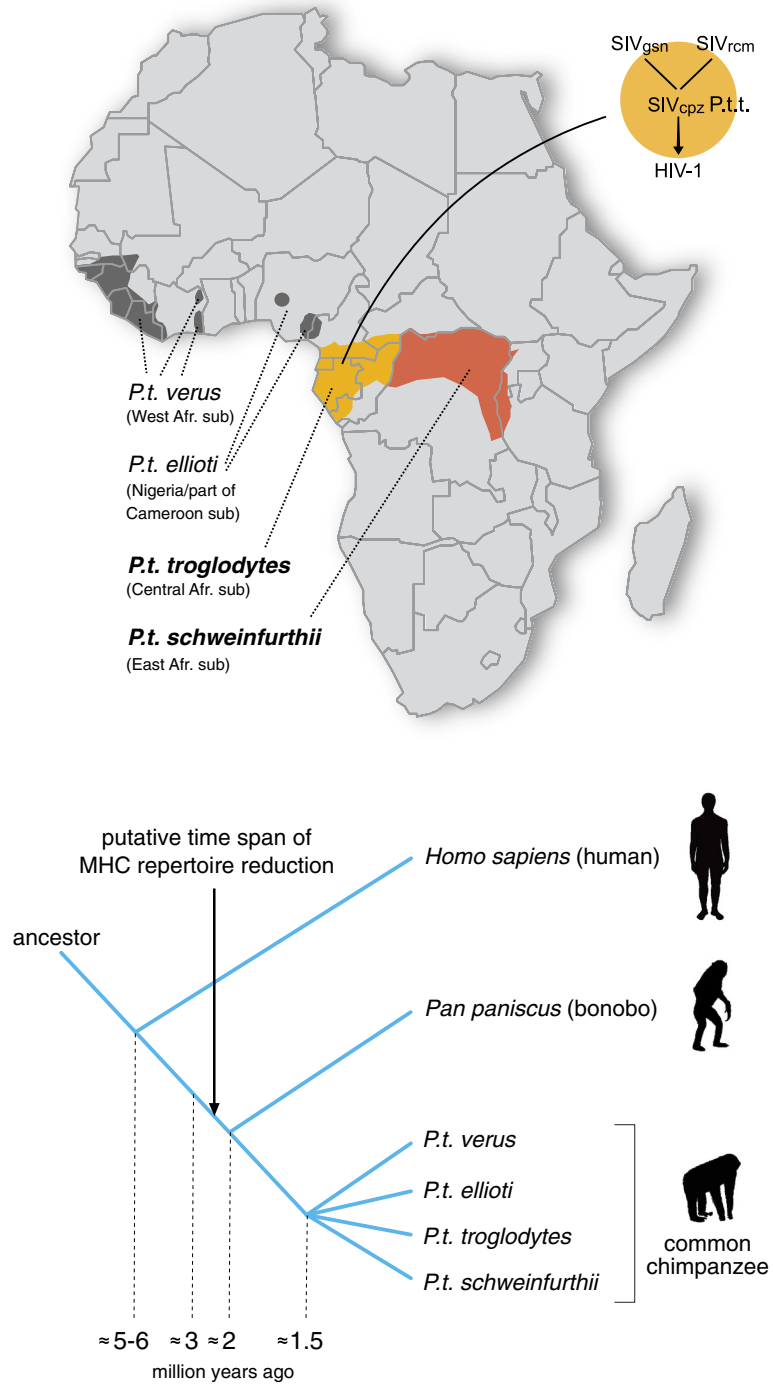 SIVgsn SIVrcm
SIVcpz P.t.t.
HIV-1
P.t. verus
(West Afr. sub)
P.t. ellioti
(Nigeria/part of
Cameroon sub)
P.t. troglodytes
(Central Afr. sub)
P.t. schweinfurthii
(East Afr. sub)
putative time span of
MHC repertoire reduction
ancestor
Homo sapiens (human)
Pan paniscus (bonobo)
P.t. verus
P.t. ellioti
P.t. troglodytes
P.t. schweinfurthii
common
chimpanzee
≈5-6 ≈3 ≈2 ≈1.5
million years ago